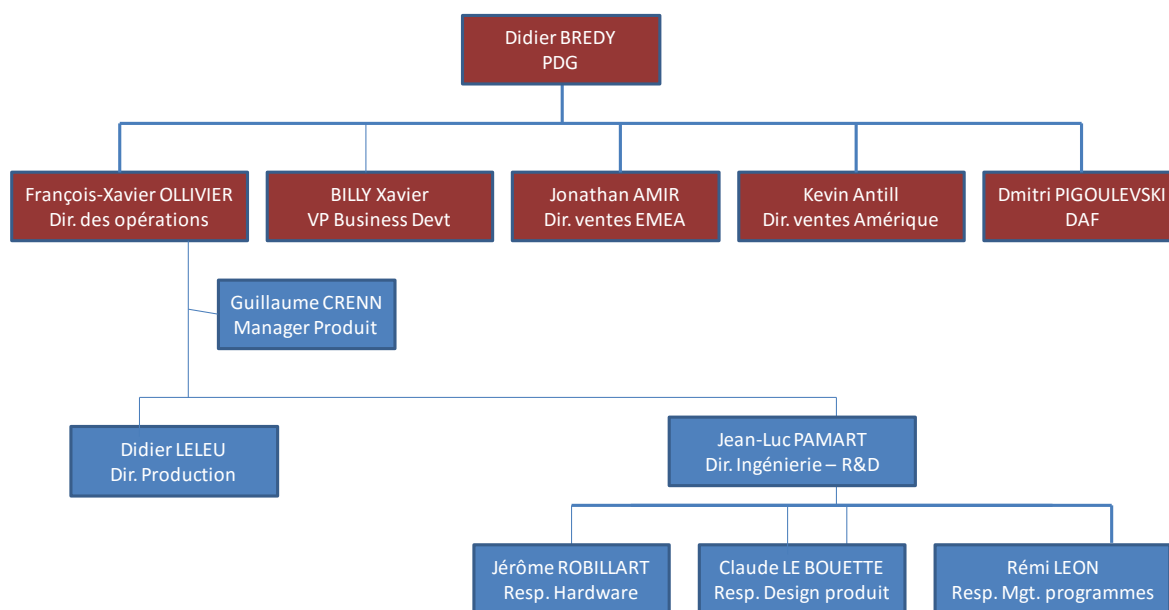 Didier BREDY
PDG
François-Xavier OLLIVIER
Dir. des opérations
BILLY Xavier
VP Business Devt
Jonathan AMIR
Dir. ventes EMEA
Kevin Antill
Dir. ventes Amérique
Dmitri PIGOULEVSKI
DAF
Guillaume CRENN
Manager Produit
Didier LELEU
Dir. Production
Jean-Luc PAMART
Dir. Ingénierie – R&D
Jérôme ROBILLART
Resp. Hardware
Claude LE BOUETTE
Resp. Design produit
Rémi LEON
Resp. Mgt. programmes